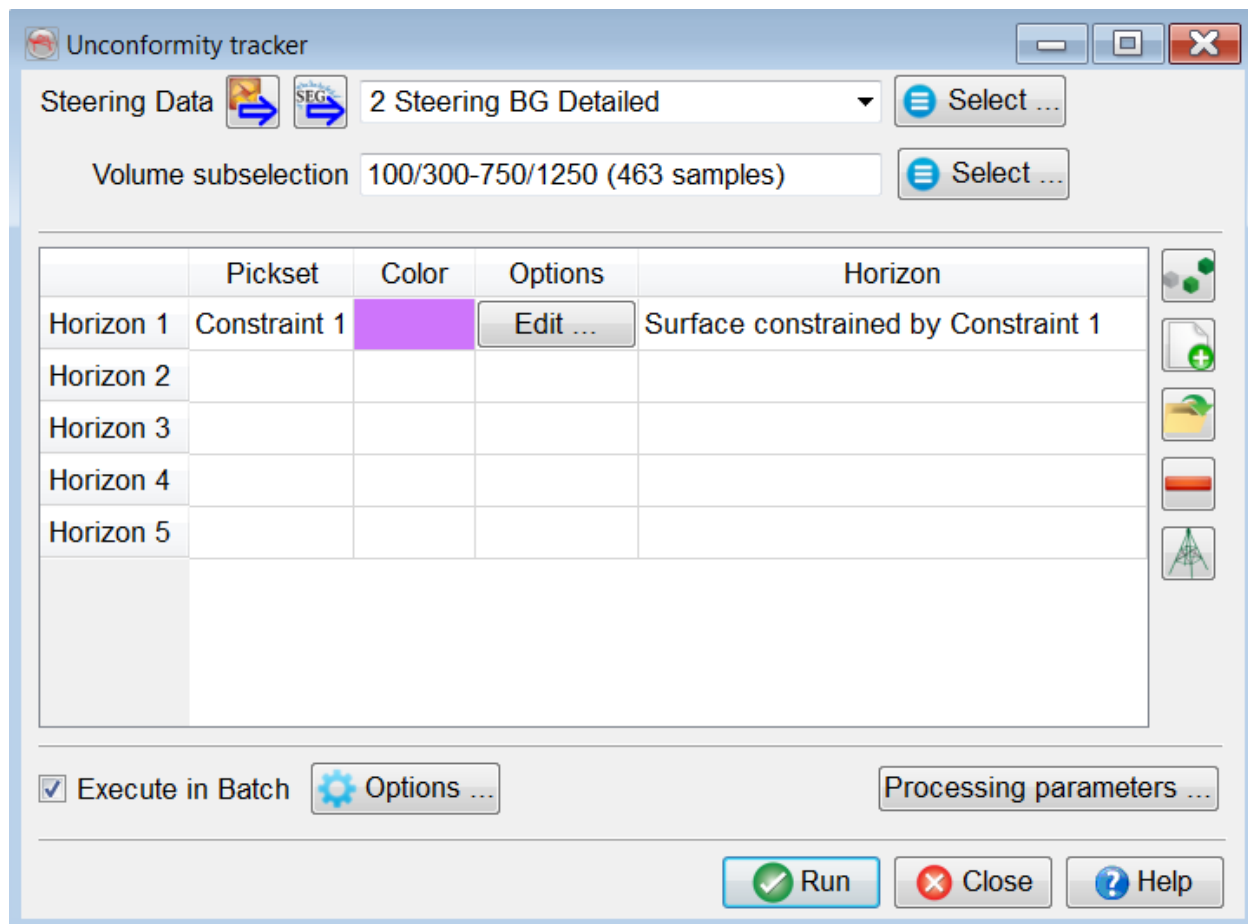 Unconformity tracker
Steering Data SEG 2 Steering BG Detailed Select ...
Volume subselection 100/300-750/1250 (463 samples) Select ...
Pickset Color Options Horizon
Horizon 1 Constraint 1 Edit ... Surface constrained by Constraint 1
Horizon 2
Horizon 3
Horizon 4
Horizon 5
Execute in Batch Options ... Processing parameters ...
Run Close Help